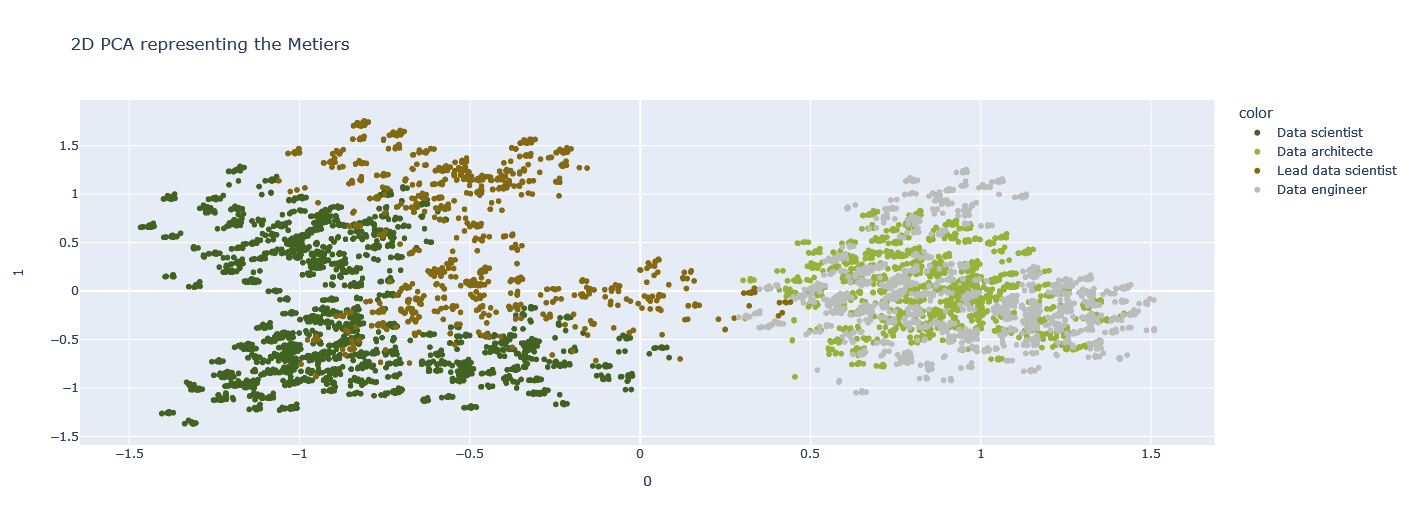 2D PCA representing the Metiers
color
Data scientist
Data architecte
Lead data scientist
Data engineer
1.5
1
0.5
0
−0.5
−1
−1.5
1
−1.5
−1
−0.5
0
0.5
1
1.5
0